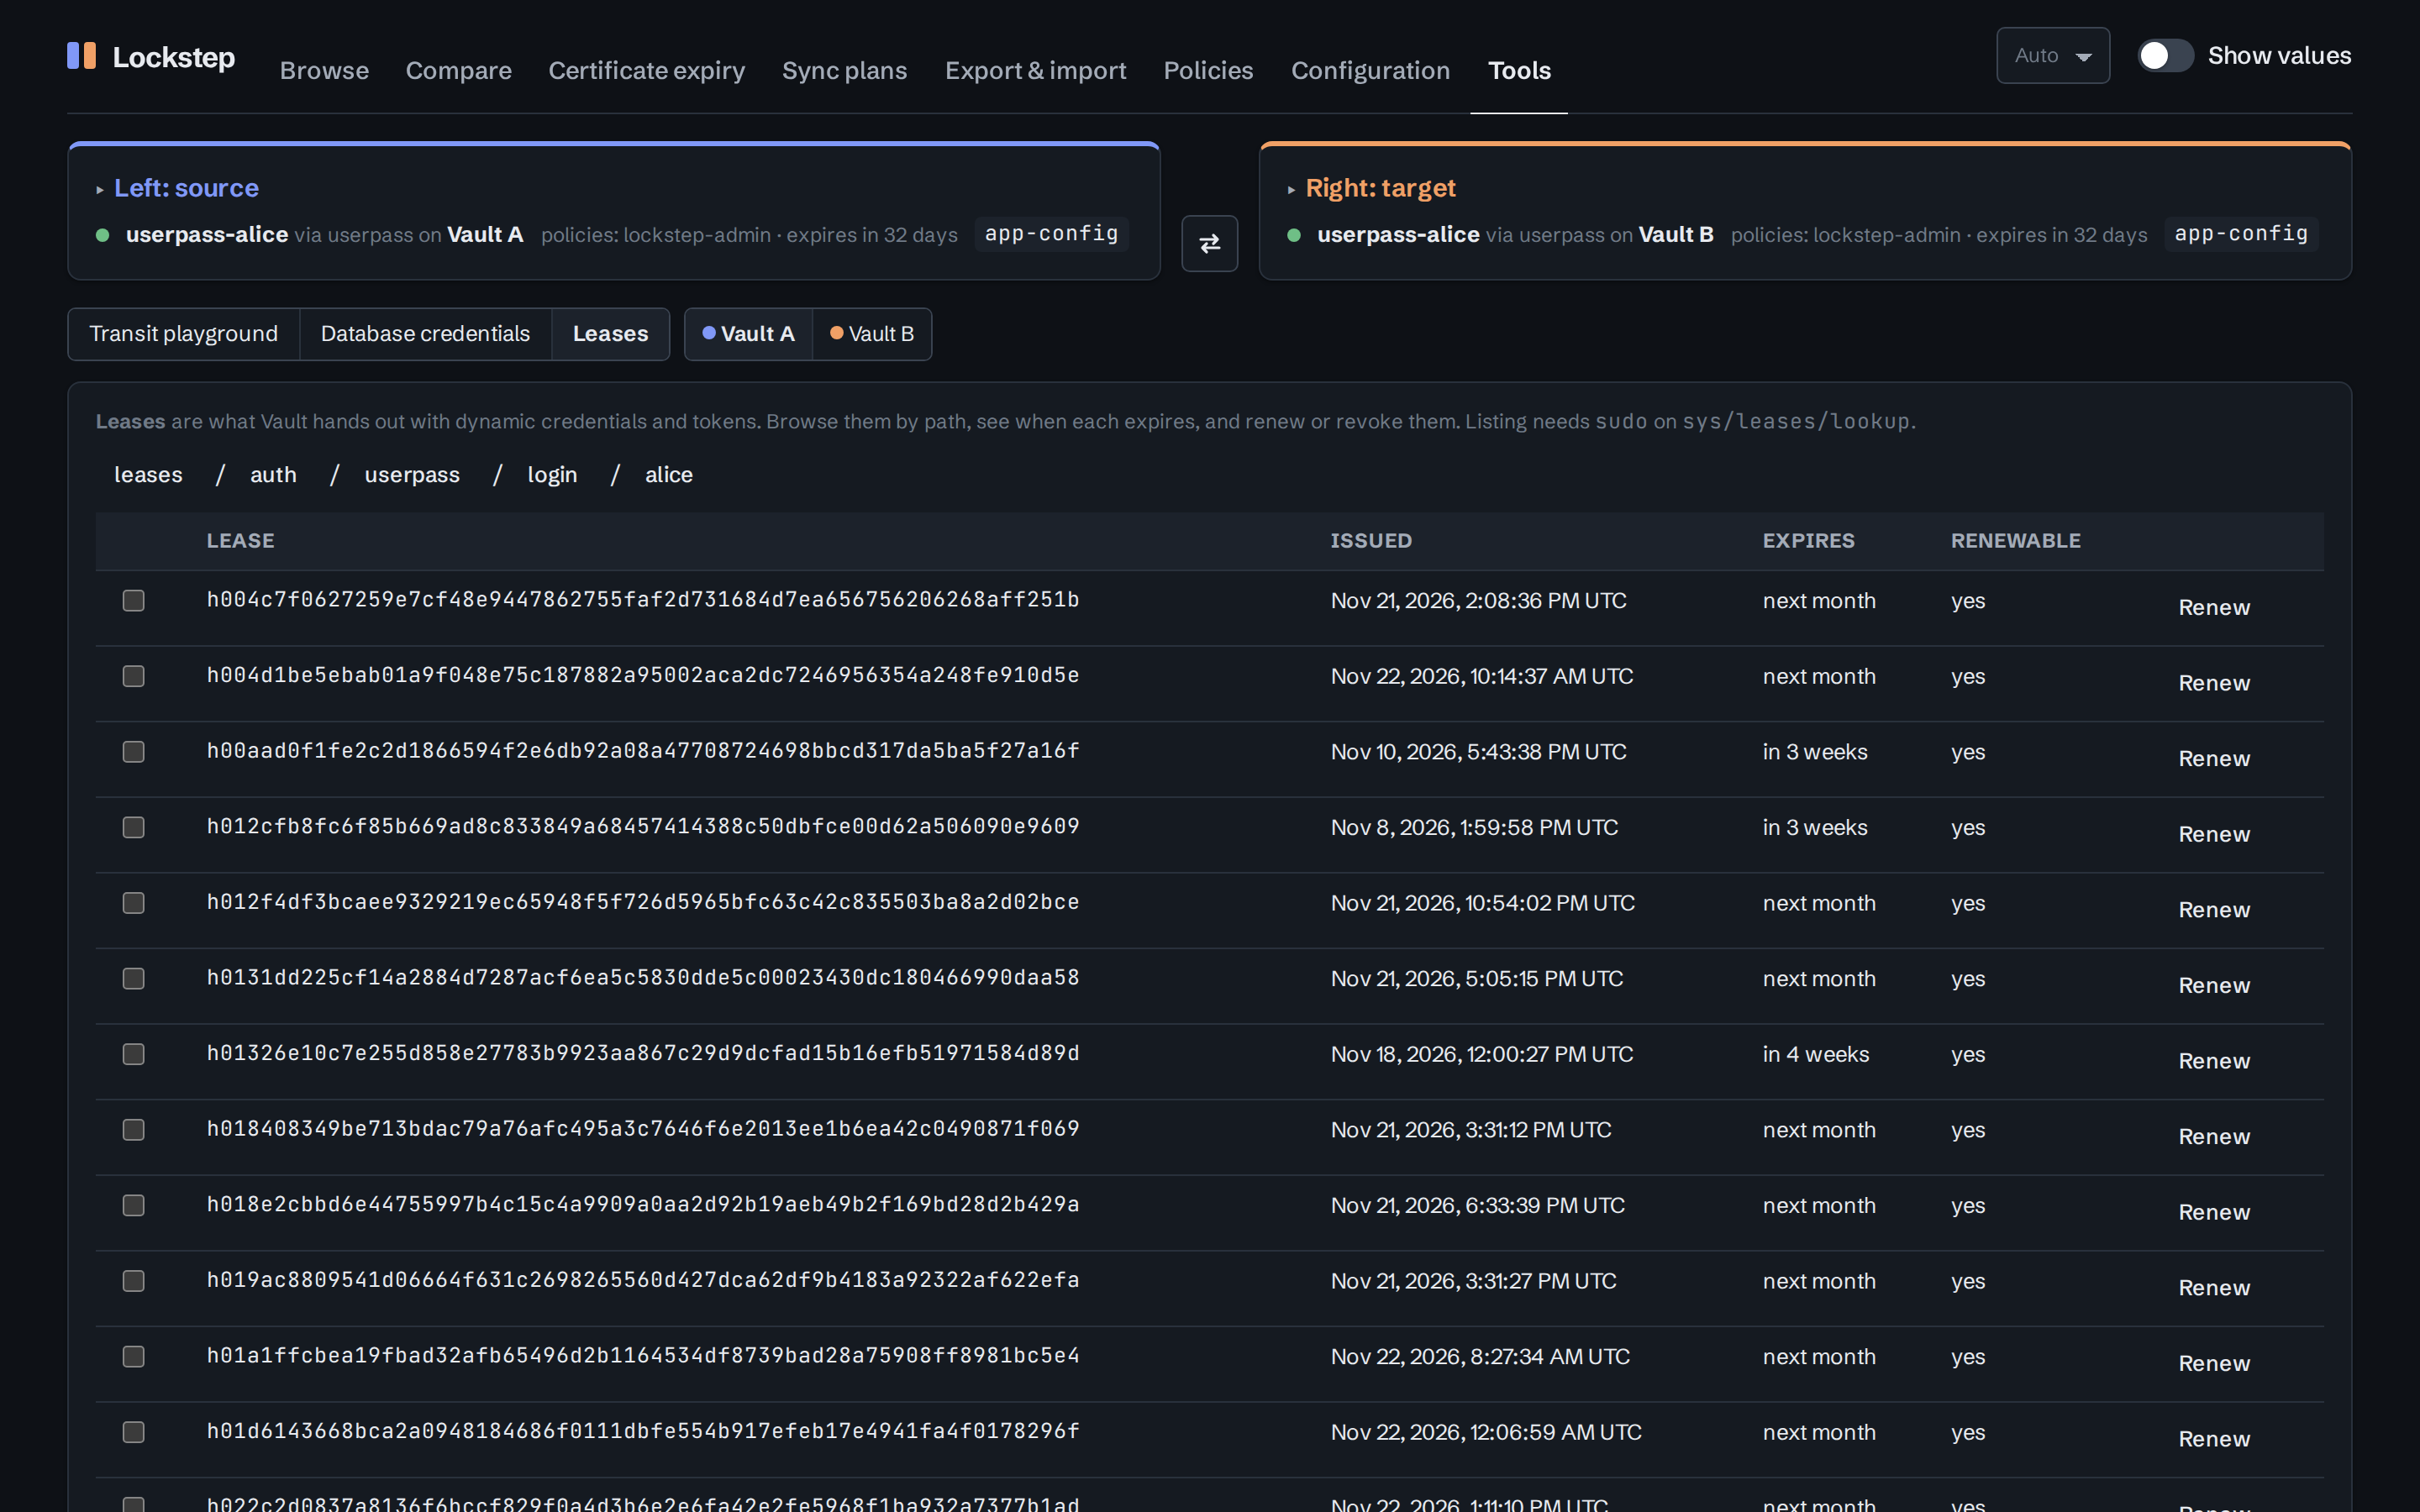 Lockstep Browse Compare Certificate expiry Sync plans Export & import Policies Configuration Tools Auto Show values
▸ Left: source
userpass-alice via userpass on Vault A policies: lockstep-admin · expires in 32 days app-config
⇄
▸ Right: target
userpass-alice via userpass on Vault B policies: lockstep-admin · expires in 32 days app-config
Transit playground Database credentials Leases Vault A Vault B
Leases are what Vault hands out with dynamic credentials and tokens. Browse them by path, see when each expires, and renew or revoke them. Listing needs sudo on sys/leases/lookup.
leases / auth / userpass / login / alice
LEASE ISSUED EXPIRES RENEWABLE
h004c7f0627259e7cf48e9447862755faf2d731684d7ea656756206268aff251b Nov 21, 2026, 2:08:36 PM UTC next month yes Renew
h004d1be5ebab01a9f048e75c187882a95002aca2dc7246956354a248fe910d5e Nov 22, 2026, 10:14:37 AM UTC next month yes Renew
h00aad0f1fe2c2d1866594f2e6db92a08a47708724698bbcd317da5ba5f27a16f Nov 10, 2026, 5:43:38 PM UTC in 3 weeks yes Renew
h012cfb8fc6f85b669ad8c833849a68457414388c50dbfce00d62a506090e9609 Nov 8, 2026, 1:59:58 PM UTC in 3 weeks yes Renew
h012f4df3bcaee9329219ec65948f5f726d5965bfc63c42c835503ba8a2d02bce Nov 21, 2026, 10:54:02 PM UTC next month yes Renew
h0131dd225cf14a2884d7287acf6ea5c5830dde5c00023430dc180466990daa58 Nov 21, 2026, 5:05:15 PM UTC next month yes Renew
h01326e10c7e255d858e27783b9923aa867c29d9dcfad15b16efb51971584d89d Nov 18, 2026, 12:00:27 PM UTC in 4 weeks yes Renew
h018408349be713bdac79a76afc495a3c7646f6e2013ee1b6ea42c0490871f069 Nov 21, 2026, 3:31:12 PM UTC next month yes Renew
h018e2cbbd6e44755997b4c15c4a9909a0aa2d92b19aeb49b2f169bd28d2b429a Nov 21, 2026, 6:33:39 PM UTC next month yes Renew
h019ac8809541d06664f631c2698265560d427dca62df9b4183a92322af622efa Nov 21, 2026, 3:31:27 PM UTC next month yes Renew
h01a1ffcbea19fbad32afb65496d2b1164534df8739bad28a75908ff8981bc5e4 Nov 22, 2026, 8:27:34 AM UTC next month yes Renew
h01d6143668bca2a0948184686f0111dbfe554b917efeb17e4941fa4f0178296f Nov 22, 2026, 12:06:59 AM UTC next month yes Renew
h022c2d0837a8136f6bccf829f0a4d3b6e2e6fa42e2fe5968f1ba932a7377b1ad Nov 22, 2026, 1:11:10 PM UTC next month yes